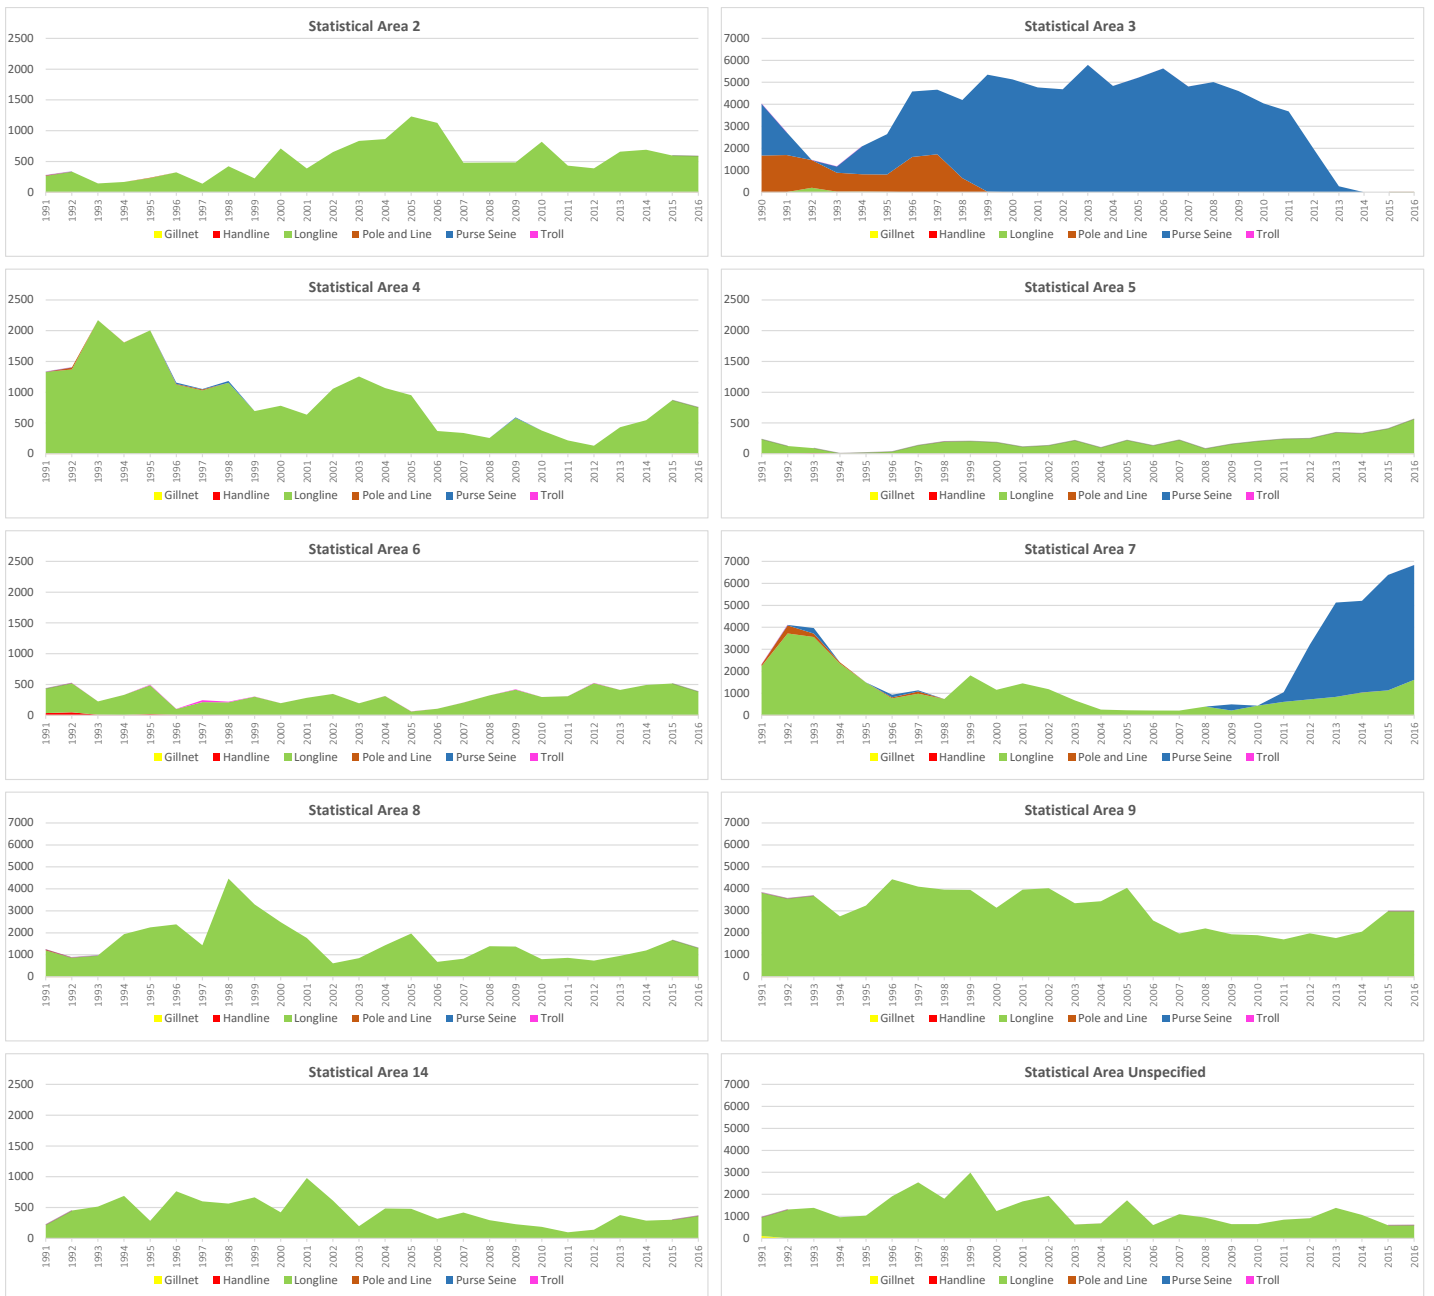 Statistical Area 2
2500
2000
1500
1000
500
0
1991 1992 1993 1994 1995 1996 1997 1998 1999 2000 2001 2002 2003 2004 2005 2006 2007 2008 2009 2010 2011 2012 2013 2014 2015 2016
Gillnet Handline Longline Pole and Line Purse Seine Troll
Statistical Area 3
7000
6000
5000
4000
3000
2000
1000
0
1990 1991 1992 1993 1994 1995 1996 1997 1998 1999 2000 2001 2002 2003 2004 2005 2006 2007 2008 2009 2010 2011 2012 2013 2014 2015 2016
Gillnet Handline Longline Pole and Line Purse Seine Troll
Statistical Area 4
2500
2000
1500
1000
500
0
1991 1992 1993 1994 1995 1996 1997 1998 1999 2000 2001 2002 2003 2004 2005 2006 2007 2008 2009 2010 2011 2012 2013 2014 2015 2016
Gillnet Handline Longline Pole and Line Purse Seine Troll
Statistical Area 5
2500
2000
1500
1000
500
0
1991 1992 1993 1994 1995 1996 1997 1998 1999 2000 2001 2002 2003 2004 2005 2006 2007 2008 2009 2010 2011 2012 2013 2014 2015 2016
Gillnet Handline Longline Pole and Line Purse Seine Troll
Statistical Area 6
2500
2000
1500
1000
500
0
1991 1992 1993 1994 1995 1996 1997 1998 1999 2000 2001 2002 2003 2004 2005 2006 2007 2008 2009 2010 2011 2012 2013 2014 2015 2016
Gillnet Handline Longline Pole and Line Purse Seine Troll
Statistical Area 7
7000
6000
5000
4000
3000
2000
1000
0
1991 1992 1993 1994 1995 1996 1997 1998 1999 2000 2001 2002 2003 2004 2005 2006 2007 2008 2009 2010 2011 2012 2013 2014 2015 2016
Gillnet Handline Longline Pole and Line Purse Seine Troll
Statistical Area 8
7000
6000
5000
4000
3000
2000
1000
0
1991 1992 1993 1994 1995 1996 1997 1998 1999 2000 2001 2002 2003 2004 2005 2006 2007 2008 2009 2010 2011 2012 2013 2014 2015 2016
Gillnet Handline Longline Pole and Line Purse Seine Troll
Statistical Area 9
7000
6000
5000
4000
3000
2000
1000
0
1991 1992 1993 1994 1995 1996 1997 1998 1999 2000 2001 2002 2003 2004 2005 2006 2007 2008 2009 2010 2011 2012 2013 2014 2015 2016
Gillnet Handline Longline Pole and Line Purse Seine Troll
Statistical Area 14
2500
2000
1500
1000
500
0
1991 1992 1993 1994 1995 1996 1997 1998 1999 2000 2001 2002 2003 2004 2005 2006 2007 2008 2009 2010 2011 2012 2013 2014 2015 2016
Gillnet Handline Longline Pole and Line Purse Seine Troll
Statistical Area Unspecified
7000
6000
5000
4000
3000
2000
1000
0
1991 1992 1993 1994 1995 1996 1997 1998 1999 2000 2001 2002 2003 2004 2005 2006 2007 2008 2009 2010 2011 2012 2013 2014 2015 2016
Gillnet Handline Longline Pole and Line Purse Seine Troll